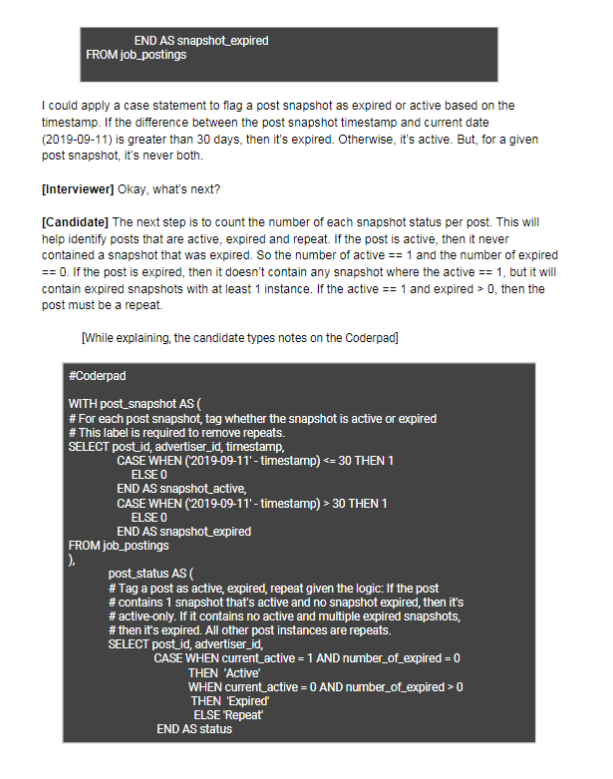 END AS snapshot_expired
FROM job_postings
I could apply a case statement to flag a post snapshot as expired or active based on the
timestamp. If the difference between the post snapshot timestamp and current date
(2019-09-11) is greater than 30 days, then it's expired. Otherwise, it's active. But, for a given
post snapshot, it's never both.
[Interviewer] Okay, what's next?
[Candidate] The next step is to count the number of each snapshot status per post. This will
help identify posts that are active, expired and repeat. If the post is active, then it never
contained a snapshot that was expired. So the number of active == 1 and the number of expired
== 0. If the post is expired, then it doesn't contain any snapshot where the active == 1, but it will
contain expired snapshots with at least 1 instance. If the active == 1 and expired > 0, then the
post must be a repeat.
[While explaining, the candidate types notes on the Coderpad]
#Coderpad
WITH post_snapshot AS (
# For each post snapshot, tag whether the snapshot is active or expired
# This label is required to remove repeats.
SELECT post_id, advertiser_id, timestamp,
CASE WHEN ('2019-09-11' - timestamp) <= 30 THEN 1
ELSE 0
END AS snapshot_active,
CASE WHEN ('2019-09-11' - timestamp) > 30 THEN 1
ELSE 0
END AS snapshot_expired
FROM job_postings
),
post_status AS (
# Tag a post as active, expired, repeat given the logic: If the post
# contains 1 snapshot that's active and no snapshot expired, then it's
# active-only. If it contains no active and multiple expired snapshots,
# then it's expired. All other post instances are repeats.
SELECT post_id, advertiser_id,
CASE WHEN current_active = 1 AND number_of_expired = 0
THEN 'Active'
WHEN current_active = 0 AND number_of_expired > 0
THEN 'Expired'
ELSE 'Repeat'
END AS status